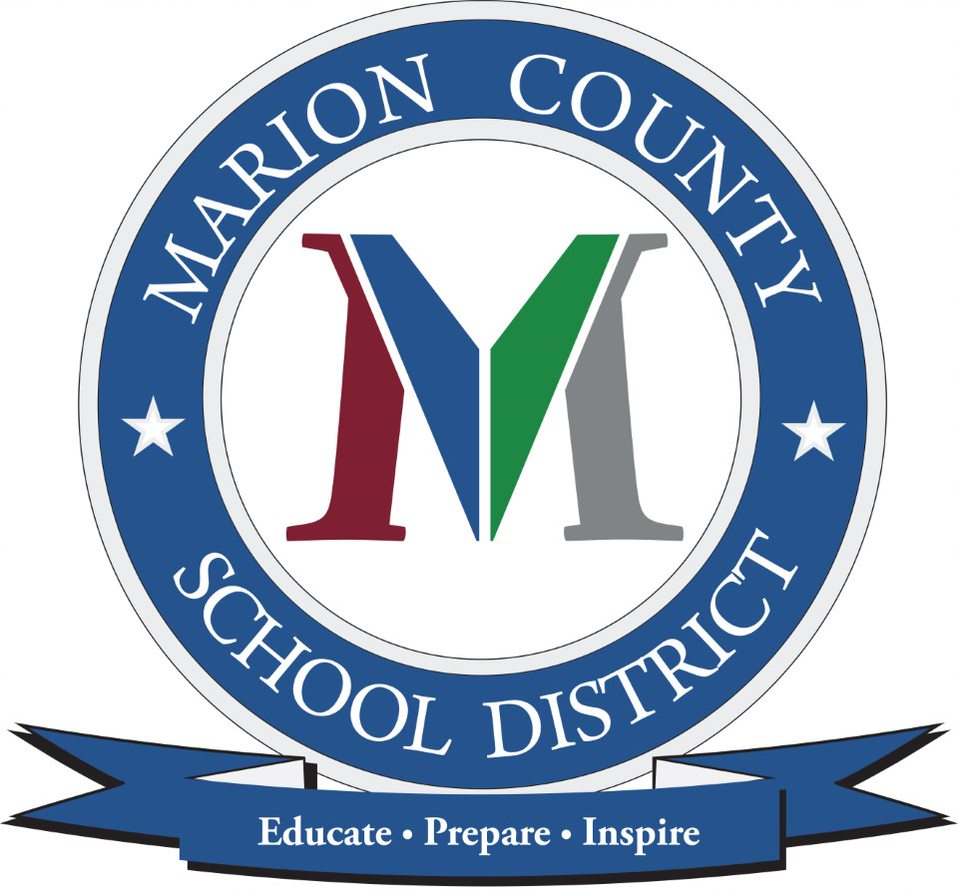 MARION COUNTY
M
SCHOOL DISTRICT
Educate • Prepare • Inspire